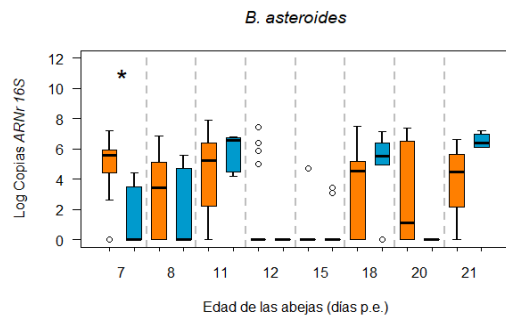 B. asteroides
Log Copias ARNr 16S
12
10
8
6
4
2
0
*
7 8 11 12 15 18 20 21
Edad de las abejas (días p.e.)